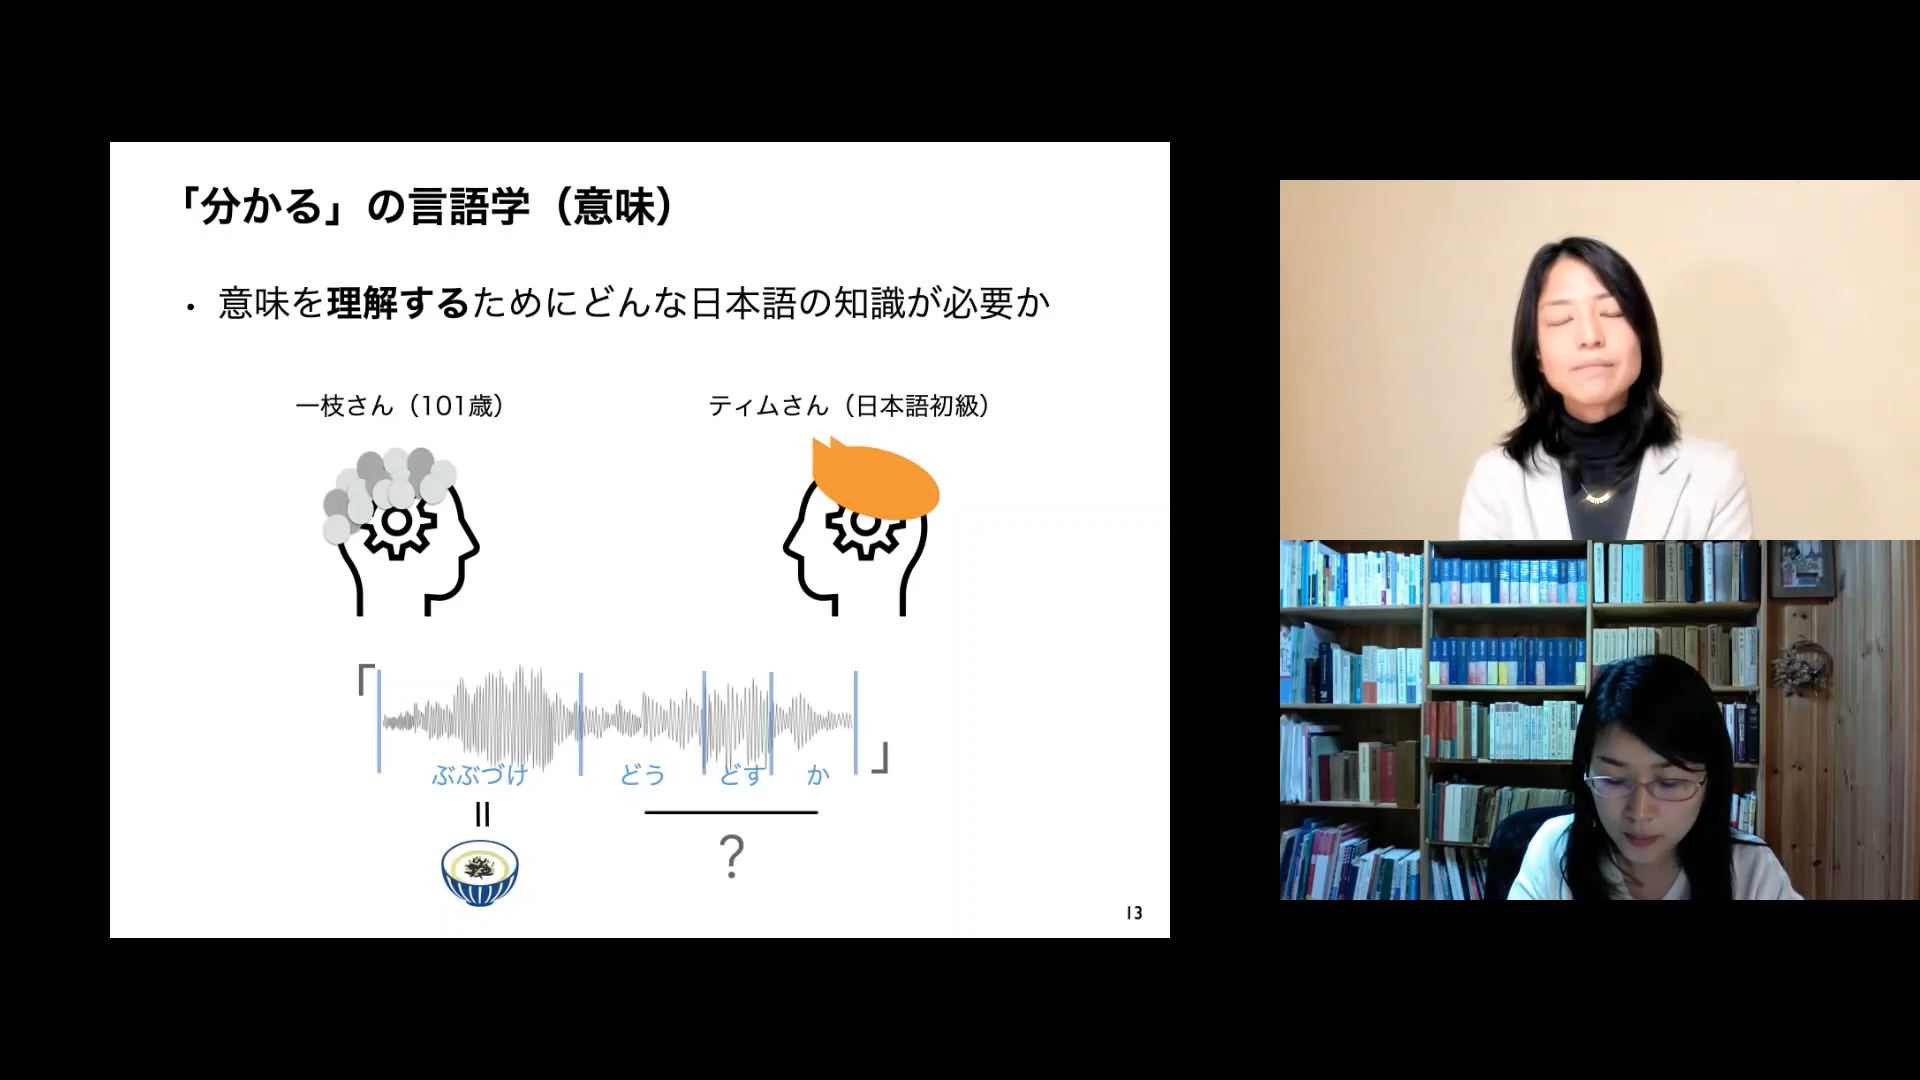 「分かる」の言語学（意味）
・意味を理解するためにどんな日本語の知識が必要か
一枝さん（101歳）
ティムさん（日本語初級）
「
ぶぶづけ どう どす か
」
=
?
13